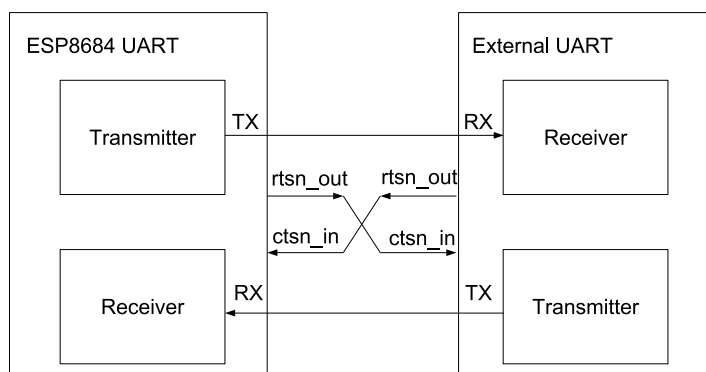 ESP8684 UART
External UART
Transmitter
TX
RX
Receiver
rtsn_out
rtsn_out
ctsn_in
ctsn_in
Receiver
RX
TX
Transmitter